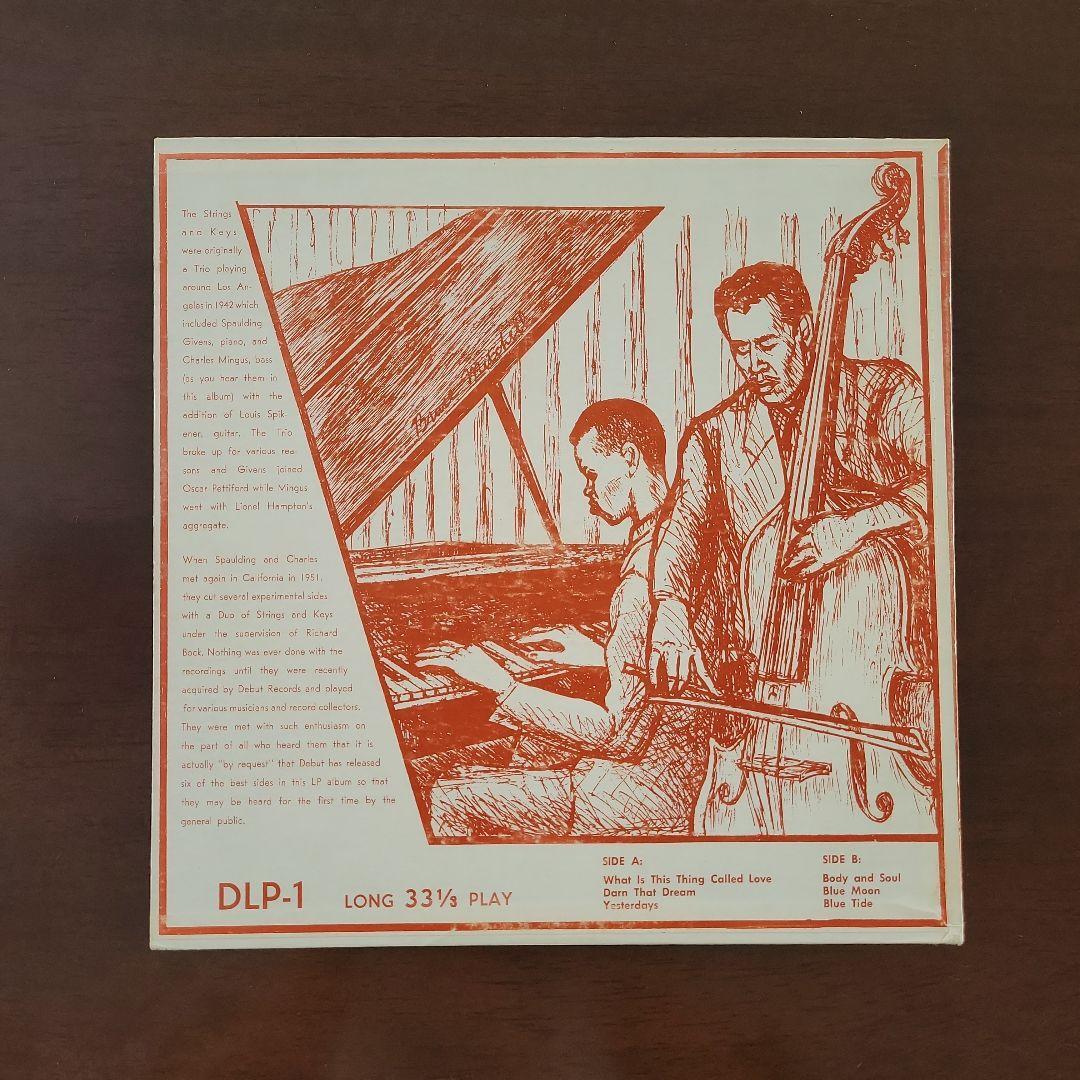 The Strings
and Keys
were originally
a Trio playing
around Los An-
geles in 1942 which
included Spaulding
Givens, piano, and
Charles Mingus, bass
(as you hear them in
this album) with the
addition of Louis Spik-
ener, guitar. The Trio
broke up for various rea-
sons and Givens joined
Oscar Pettiford while Mingus
went with Lionel Hampton's
aggregate.
When Spaulding and Charles
met again in California in 1951,
they cut several experimental sides
with a Duo of Strings and Keys
under the supervision of Richard
Bock. Nothing was ever done with the
recordings until they were recently
acquired by Debut Records and played
for various musicians and record collectors.
They were met with such enthusiasm on
the part of all who heard them that it is
actually "by request" that Debut has released
six of the best sides in this LP album so that
they may be heard for the first time by the
general public.
DLP-1 LONG 33⅓ PLAY
SIDE A:
What Is This Thing Called Love
Darn That Dream
Yesterdays
SIDE B:
Body and Soul
Blue Moon
Blue Tide